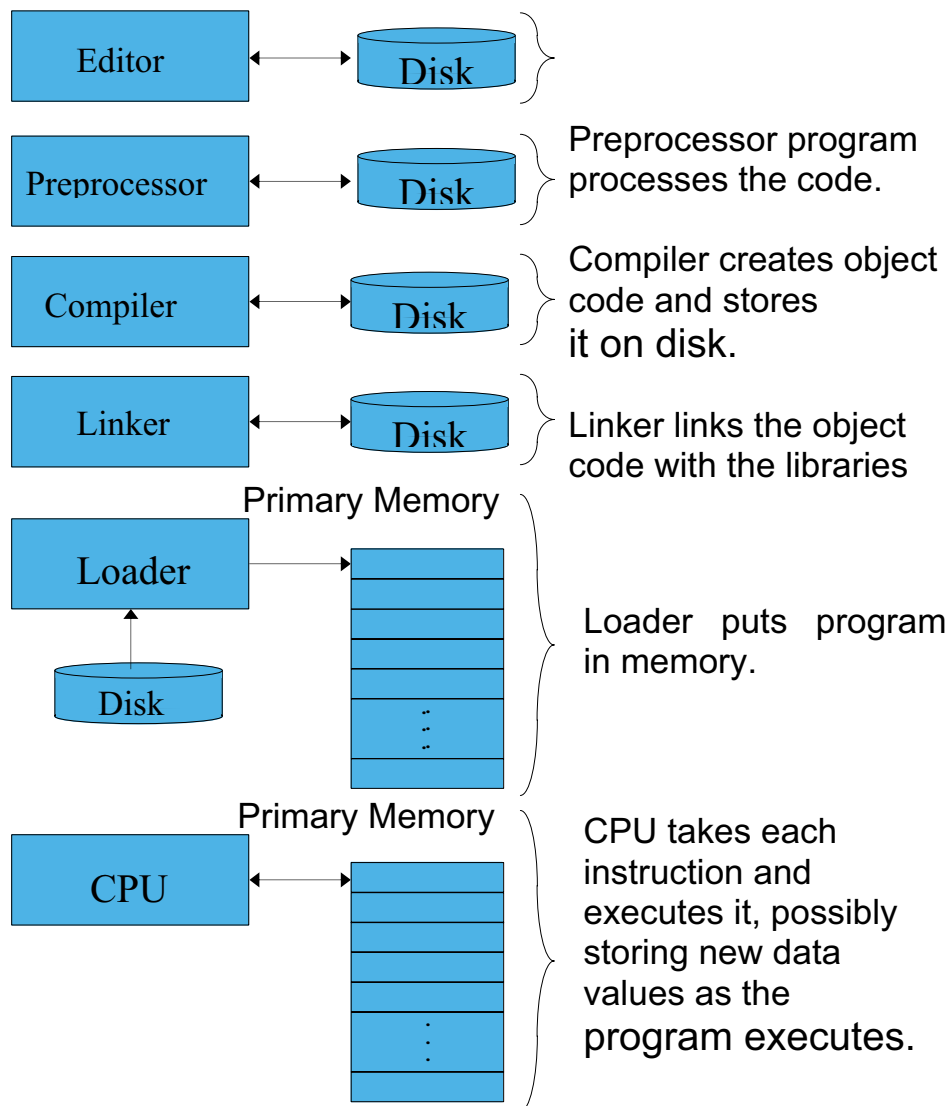 Editor
Disk
Preprocessor
Disk
Preprocessor program
processes the code.
Compiler
Disk
Compiler creates object
code and stores
it on disk.
Linker
Disk
Linker links the object
code with the libraries
Primary Memory
Loader
Disk
Loader puts program
in memory.
Primary Memory
CPU
CPU takes each
instruction and
executes it, possibly
storing new data
values as the
program executes.